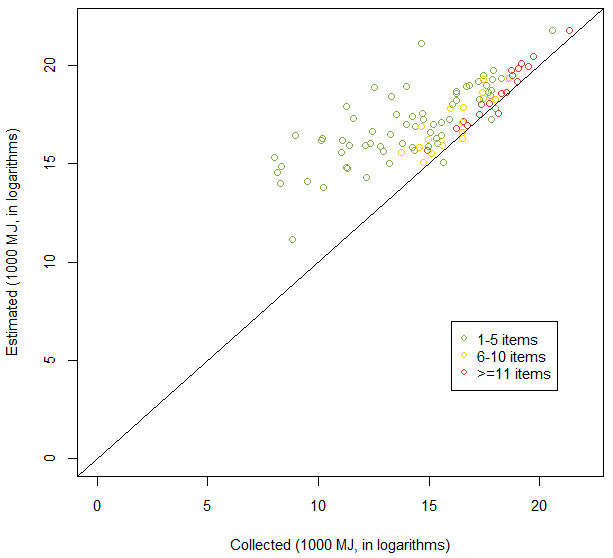 Estimated (1000 MJ, in logarithms)
20
15
10
5
0
1-5 items
6-10 items
>=11 items
0 5 10 15 20
Collected (1000 MJ, in logarithms)